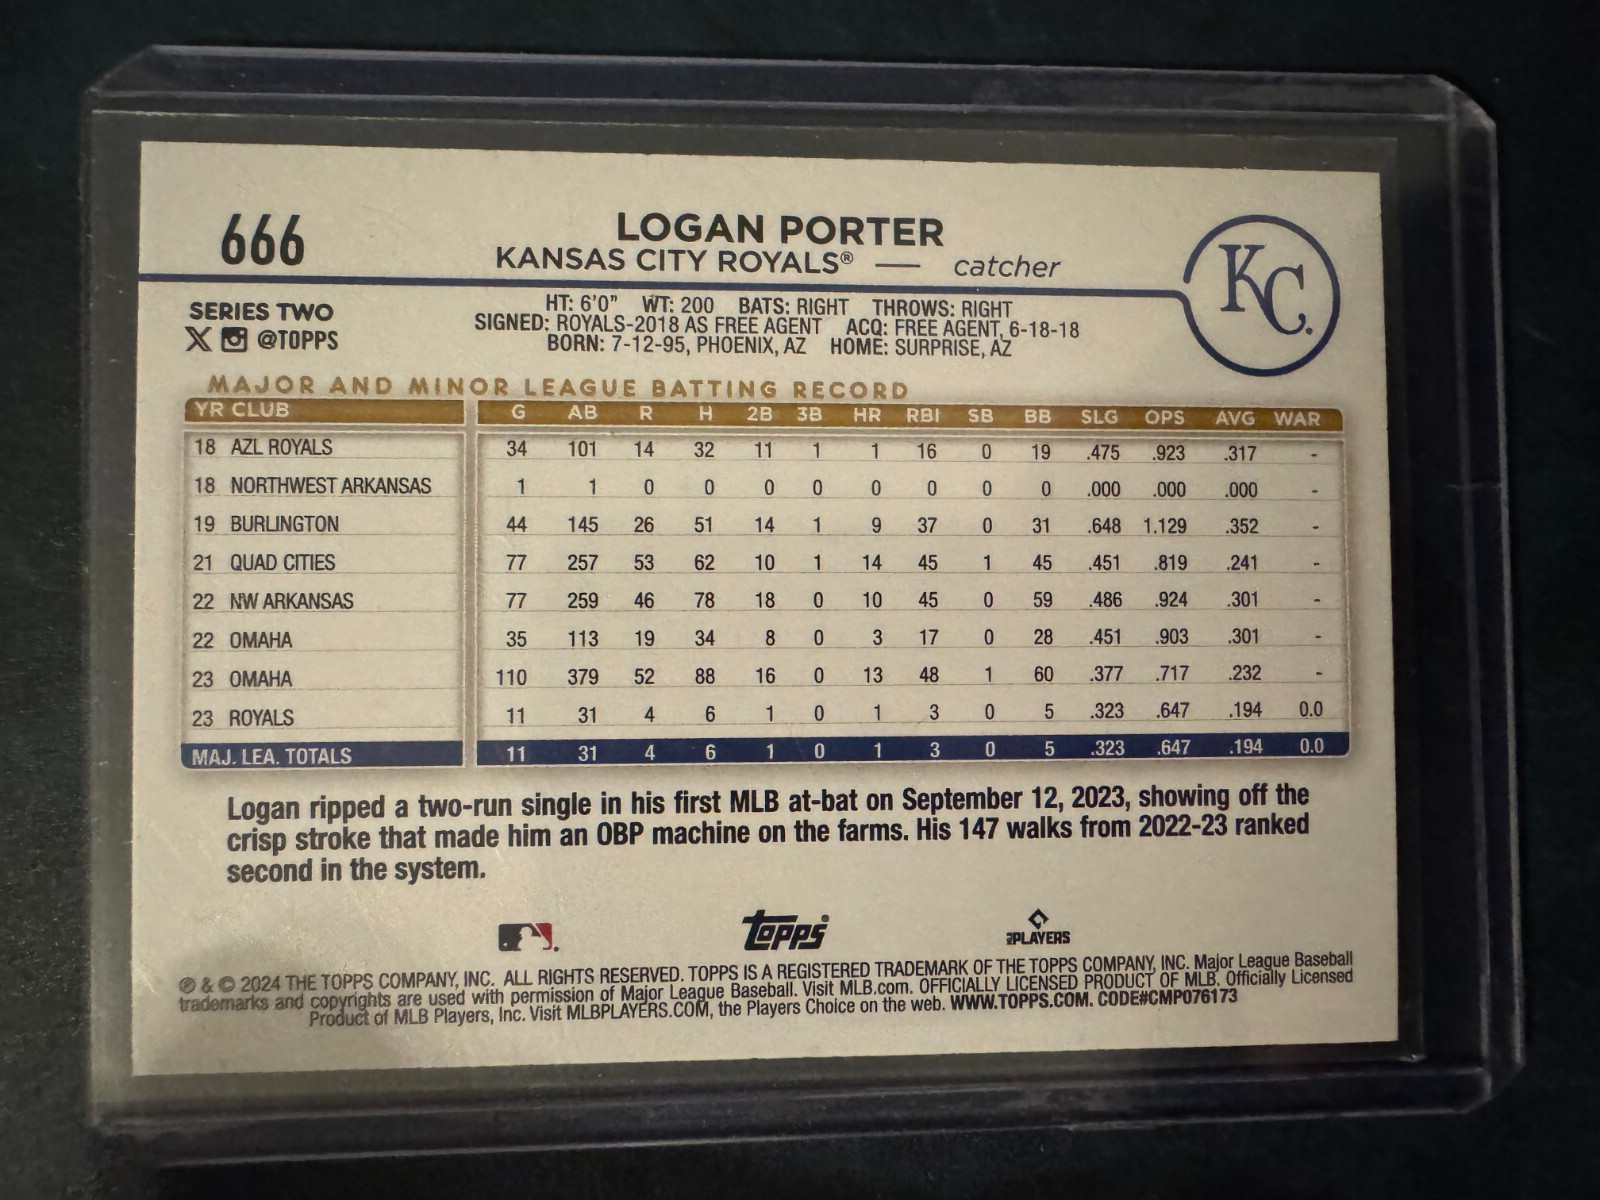 666
LOGAN PORTER
KANSAS CITY ROYALS® — catcher
KC.
SERIES TWO
X @TOPPS
HT: 6'0" WT: 200 BATS: RIGHT THROWS: RIGHT
SIGNED: ROYALS-2018 AS FREE AGENT ACQ: FREE AGENT, 6-18-18
BORN: 7-12-95, PHOENIX, AZ HOME: SURPRISE, AZ
MAJOR AND MINOR LEAGUE BATTING RECORD
YR CLUB G AB R H 2B 3B HR RBI SB BB SLG OPS AVG WAR
18 AZL ROYALS 34 101 14 32 11 1 1 16 0 19 .475 .923 .317 -
18 NORTHWEST ARKANSAS 1 1 0 0 0 0 0 0 0 0 .000 .000 .000 -
19 BURLINGTON 44 145 26 51 14 1 9 37 0 31 .648 1.129 .352 -
21 QUAD CITIES 77 257 53 62 10 1 14 45 1 45 .451 .819 .241 -
22 NW ARKANSAS 77 259 46 78 18 0 10 45 0 59 .486 .924 .301 -
22 OMAHA 35 113 19 34 8 0 3 17 0 28 .451 .903 .301 -
23 OMAHA 110 379 52 88 16 0 13 48 1 60 .377 .717 .232 -
23 ROYALS 11 31 4 6 1 0 1 3 0 5 .323 .647 .194 0.0
MAJ. LEA. TOTALS 11 31 4 6 1 0 1 3 0 5 .323 .647 .194 0.0
Logan ripped a two-run single in his first MLB at-bat on September 12, 2023, showing off the
crisp stroke that made him an OBP machine on the farms. His 147 walks from 2022-23 ranked
second in the system.
Topps
MLB PLAYERS
℗ & © 2024 THE TOPPS COMPANY, INC. ALL RIGHTS RESERVED. TOPPS IS A REGISTERED TRADEMARK OF THE TOPPS COMPANY, INC. Major League Baseball
trademarks and copyrights are used with permission of Major League Baseball. Visit MLB.com. OFFICIALLY LICENSED PRODUCT OF MLB. Officially Licensed
Product of MLB Players, Inc. Visit MLBPLAYERS.COM, the Players Choice on the web. WWW.TOPPS.COM. CODE#CMP076173